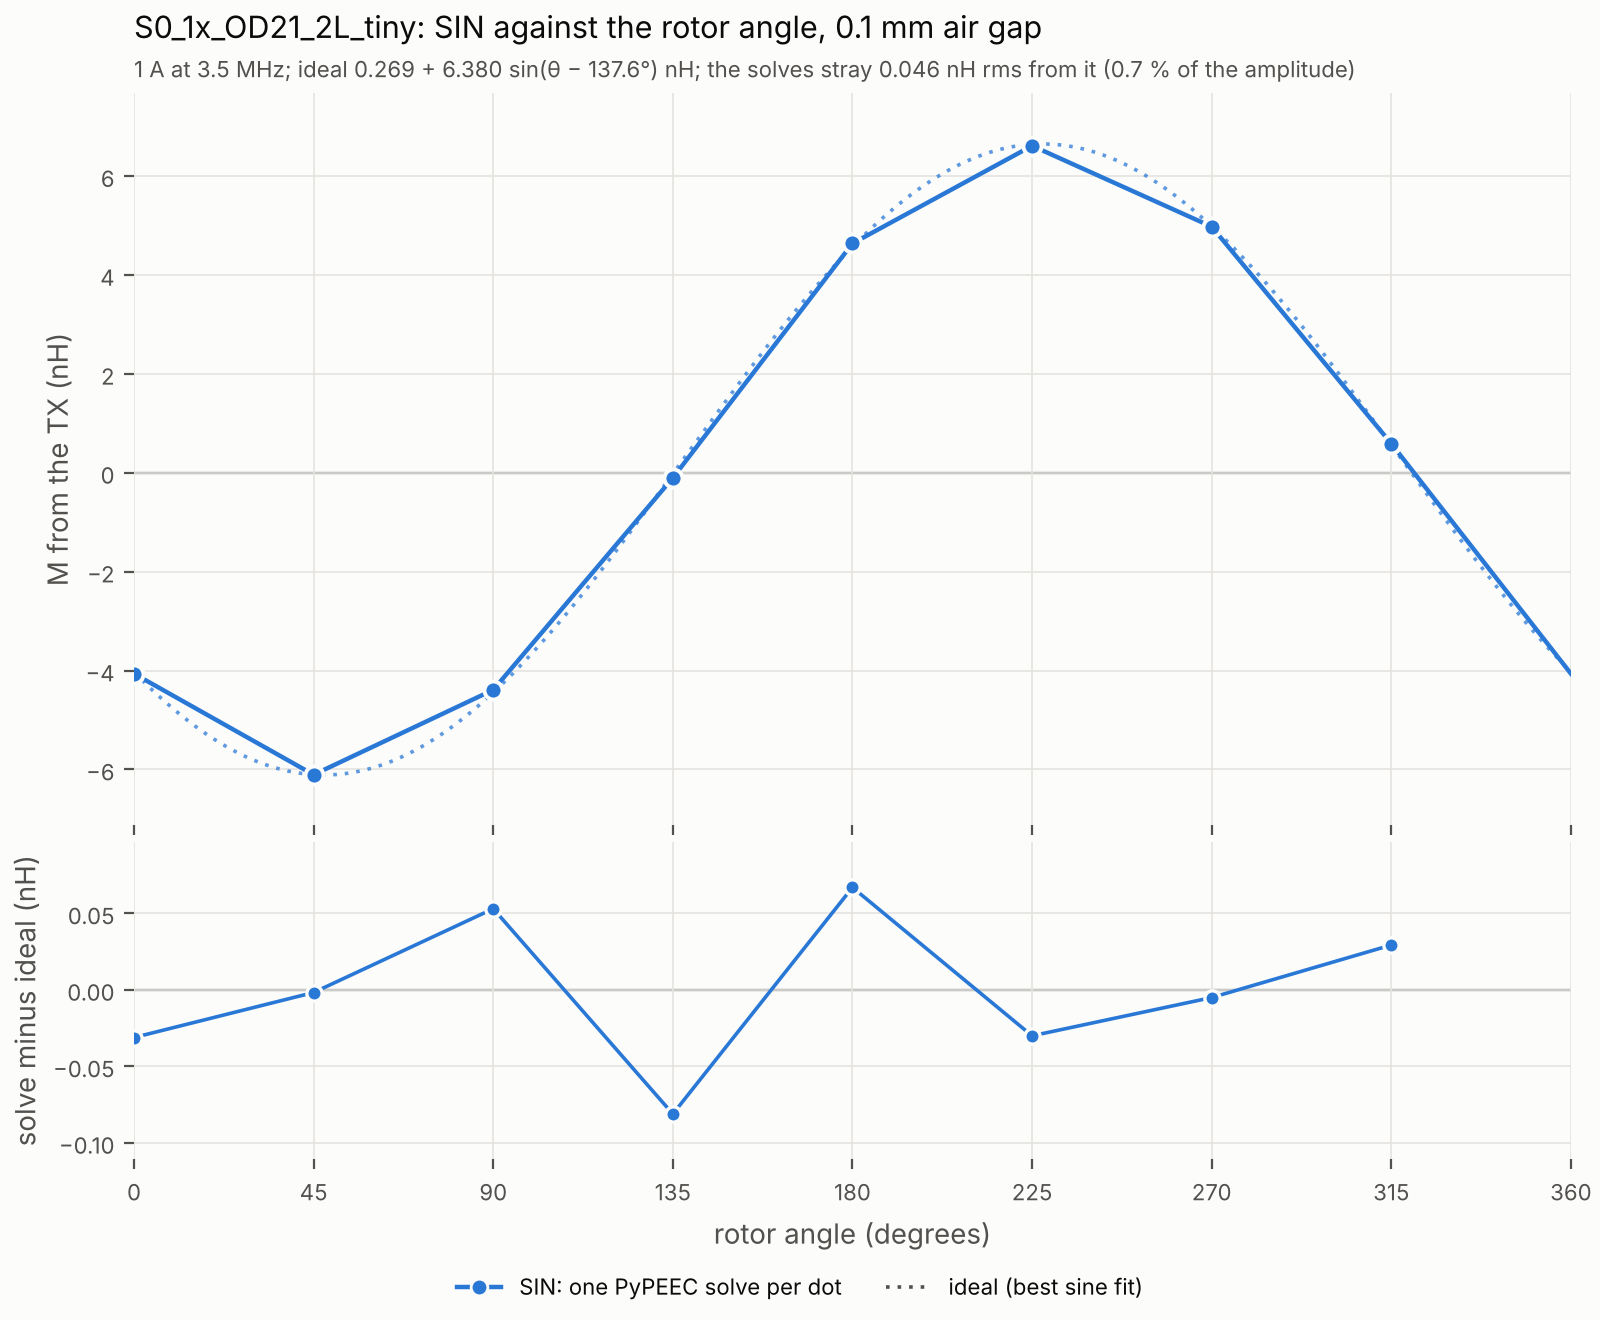 S0_1x_OD21_2L_tiny: SIN against the rotor angle, 0.1 mm air gap
1 A at 3.5 MHz; ideal 0.269 + 6.380 sin(θ − 137.6°) nH; the solves stray 0.046 nH rms from it (0.7 % of the amplitude)
M from the TX (nH)
6
4
2
0
−2
−4
−6
solve minus ideal (nH)
0.05
0.00
−0.05
−0.10
0 45 90 135 180 225 270 315 360
rotor angle (degrees)
SIN: one PyPEEC solve per dot ideal (best sine fit)